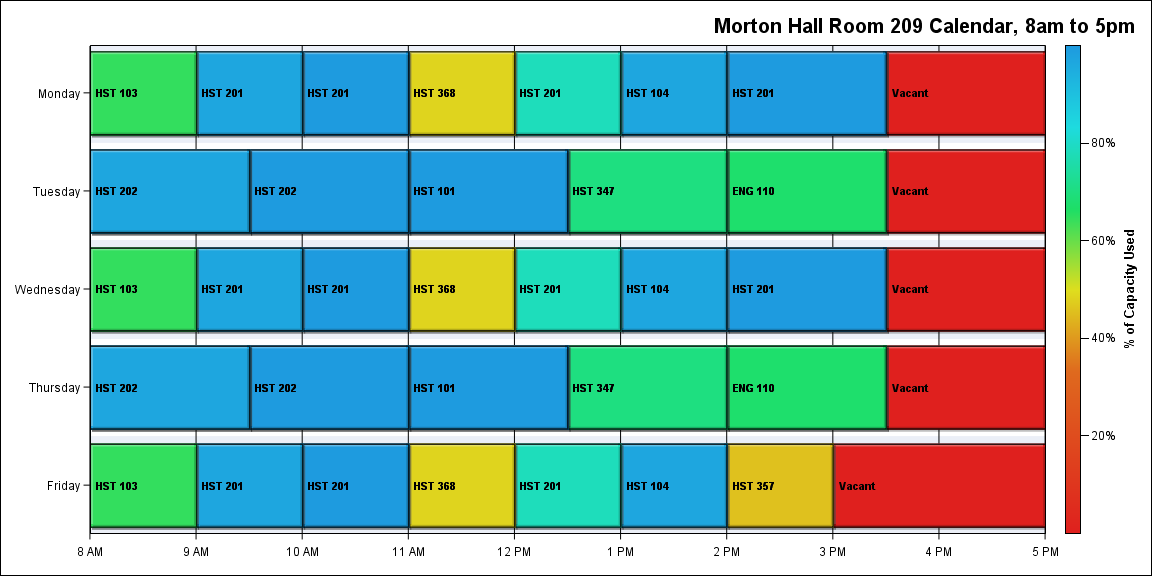 Morton Hall Room 209 Calendar, 8am to 5pm
Monday HST 103 HST 201 HST 201 HST 368 HST 201 HST 104 HST 201 Vacant
Tuesday HST 202 HST 202 HST 101 HST 347 ENG 110 Vacant
Wednesday HST 103 HST 201 HST 201 HST 368 HST 201 HST 104 HST 201 Vacant
Thursday HST 202 HST 202 HST 101 HST 347 ENG 110 Vacant
Friday HST 103 HST 201 HST 201 HST 368 HST 201 HST 104 HST 357 Vacant
8 AM 9 AM 10 AM 11 AM 12 PM 1 PM 2 PM 3 PM 4 PM 5 PM
80%
60%
40%
20%
% of Capacity Used